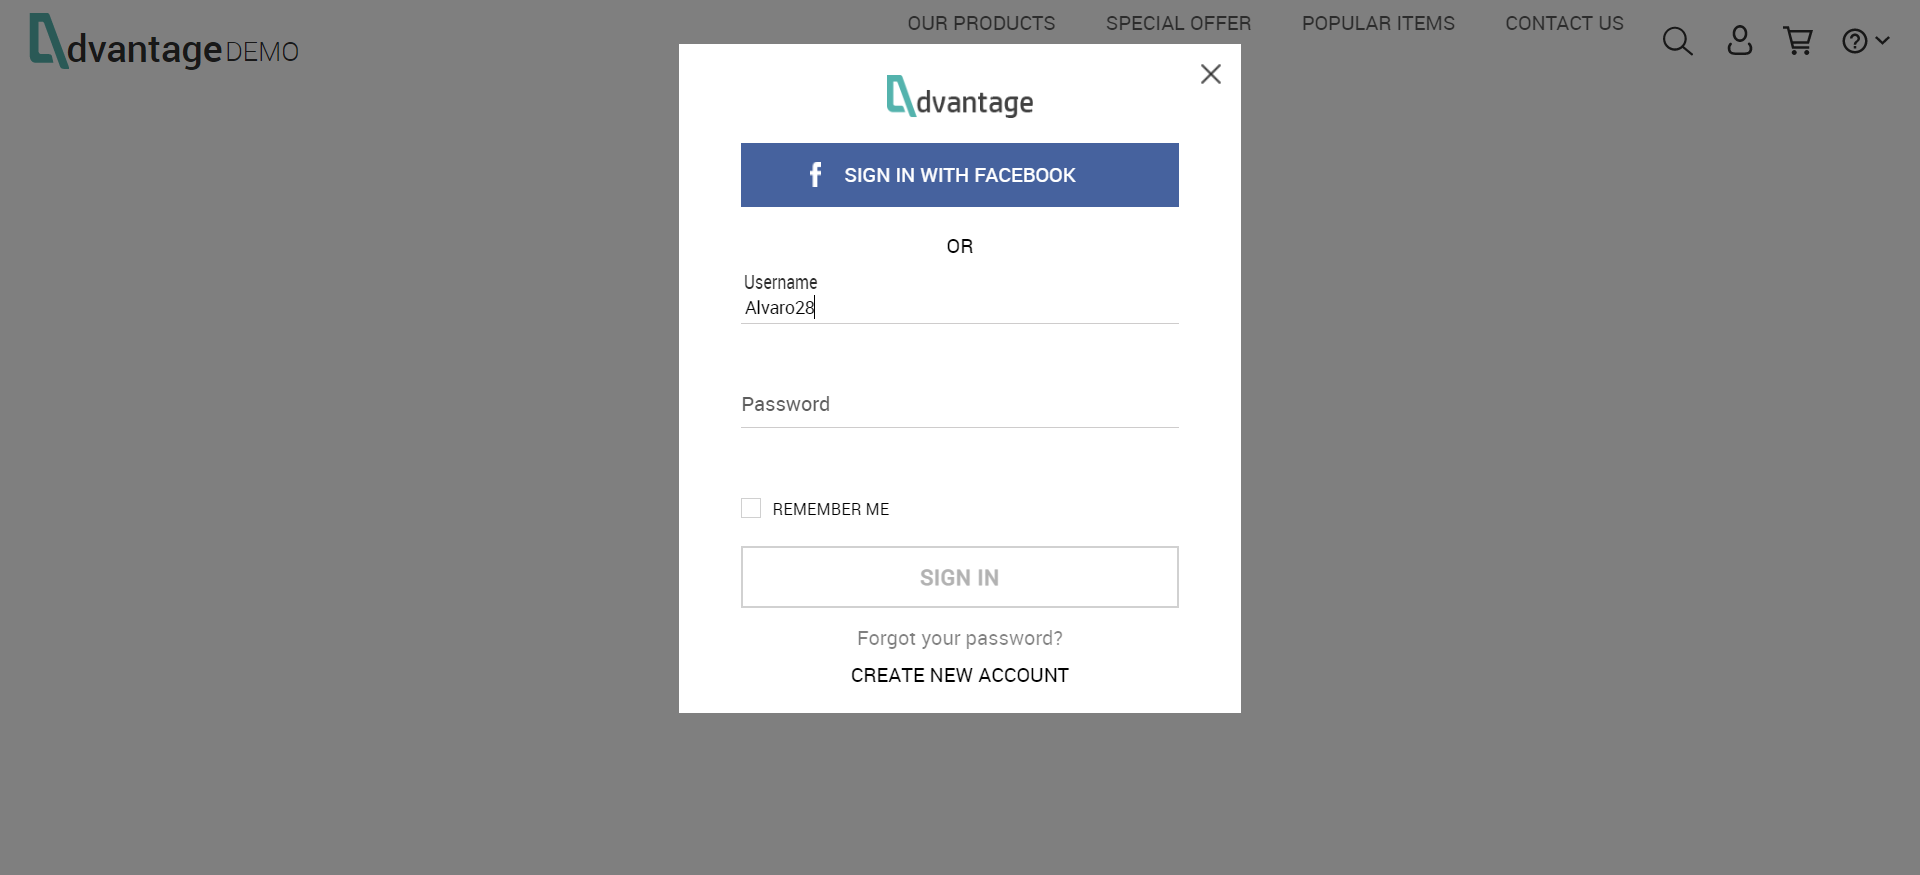 dvantage DEMO
OUR PRODUCTS SPECIAL OFFER POPULAR ITEMS CONTACT US
dvantage
f SIGN IN WITH FACEBOOK
OR
Username
Alvaro28
Password
REMEMBER ME
SIGN IN
Forgot your password?
CREATE NEW ACCOUNT